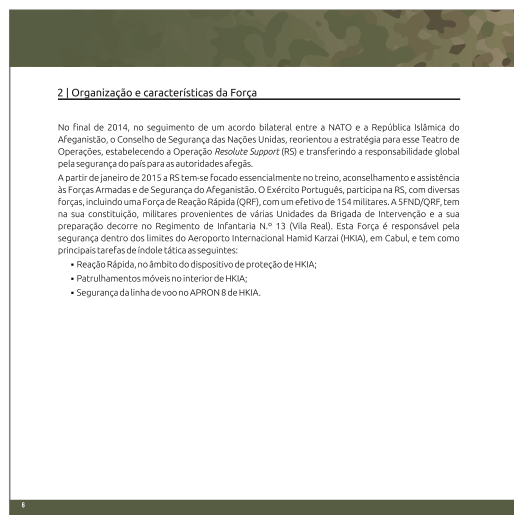 2 | Organização e características da Força
No final de 2014, no seguimento de um acordo bilateral entre a NATO e a República Islâmica do
Afeganistão, o Conselho de Segurança das Nações Unidas, reorientou a estratégia para esse Teatro de
Operações, estabelecendo a Operação Resolute Support (RS) e transferindo a responsabilidade global
pela segurança do país para as autoridades afegãs.
A partir de janeiro de 2015 a RS tem-se focado essencialmente no treino, aconselhamento e assistência
às Forças Armadas e de Segurança do Afeganistão. O Exército Português, participa na RS, com diversas
forças, incluindo uma Força de Reação Rápida (QRF), com um efetivo de 154 militares. A 5FND/QRF, tem
na sua constituição, militares provenientes de várias Unidades da Brigada de Intervenção e a sua
preparação decorre no Regimento de Infantaria N.º 13 (Vila Real). Esta Força é responsável pela
segurança dentro dos limites do Aeroporto Internacional Hamid Karzai (HKIA), em Cabul, e tem como
principais tarefas de índole tática as seguintes:
▪ Reação Rápida, no âmbito do dispositivo de proteção de HKIA;
▪ Patrulhamentos móveis no interior de HKIA;
▪ Segurança da linha de voo no APRON 8 de HKIA.
6